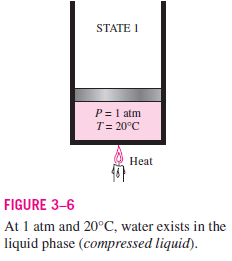 STATE 1
P = 1 atm
T = 20°C
Heat
FIGURE 3–6
At 1 atm and 20°C, water exists in the
liquid phase (compressed liquid).